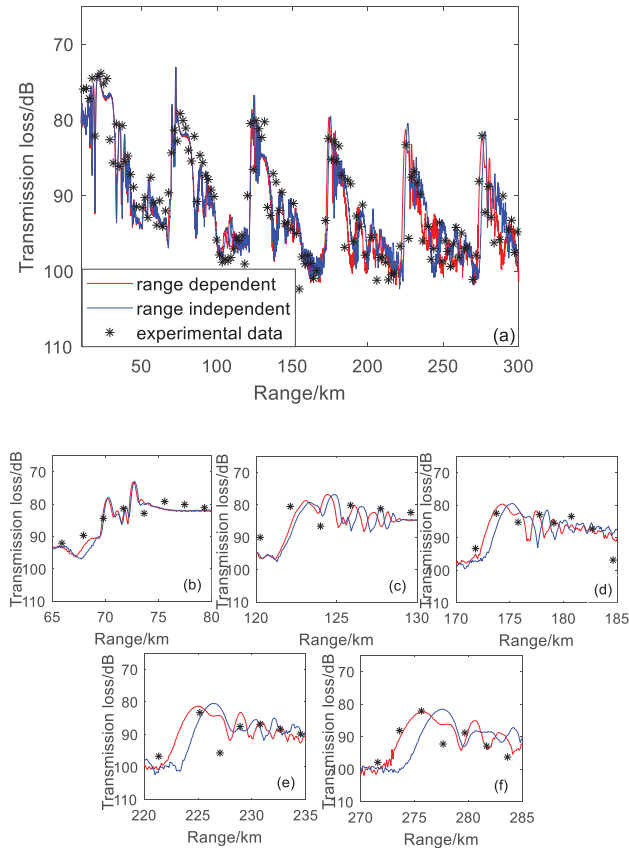 70
80
90
100
110
Transmission loss/dB
range dependent
range independent
experimental data
(a)
50 100 150 200 250 300
Range/km
70
80
90
100
110
Transmission loss/dB
(b)
65 70 75 80
Range/km
70
80
90
100
110
Transmission loss/dB
(c)
120 125 130
Range/km
70
80
90
100
110
Transmission loss/dB
(d)
170 175 180 185
Range/km
70
80
90
100
110
Transmission loss/dB
(e)
220 225 230 235
Range/km
70
80
90
100
110
Transmission loss/dB
(f)
270 275 280 285
Range/km